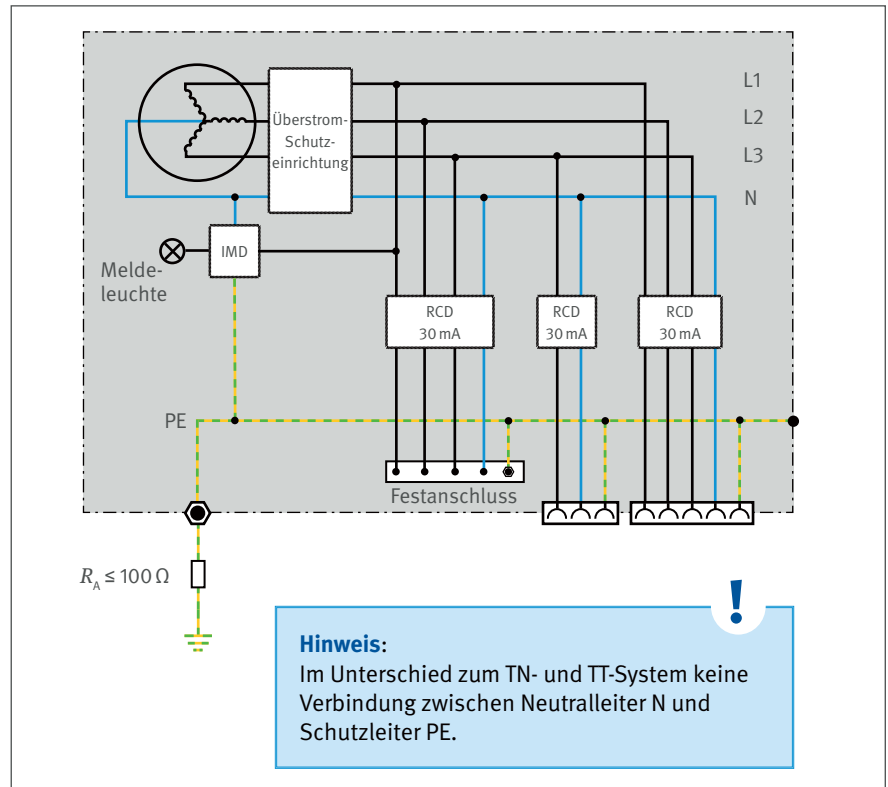 L1
Überstrom-
Schutz-
einrichtung
L2
L3
N
IMD
Melde-
leuchte
RCD
30 mA
RCD
30 mA
RCD
30 mA
PE
Festanschluss
R_A ≤ 100 Ω
!
Hinweis:
Im Unterschied zum TN- und TT-System keine
Verbindung zwischen Neutralleiter N und
Schutzleiter PE.